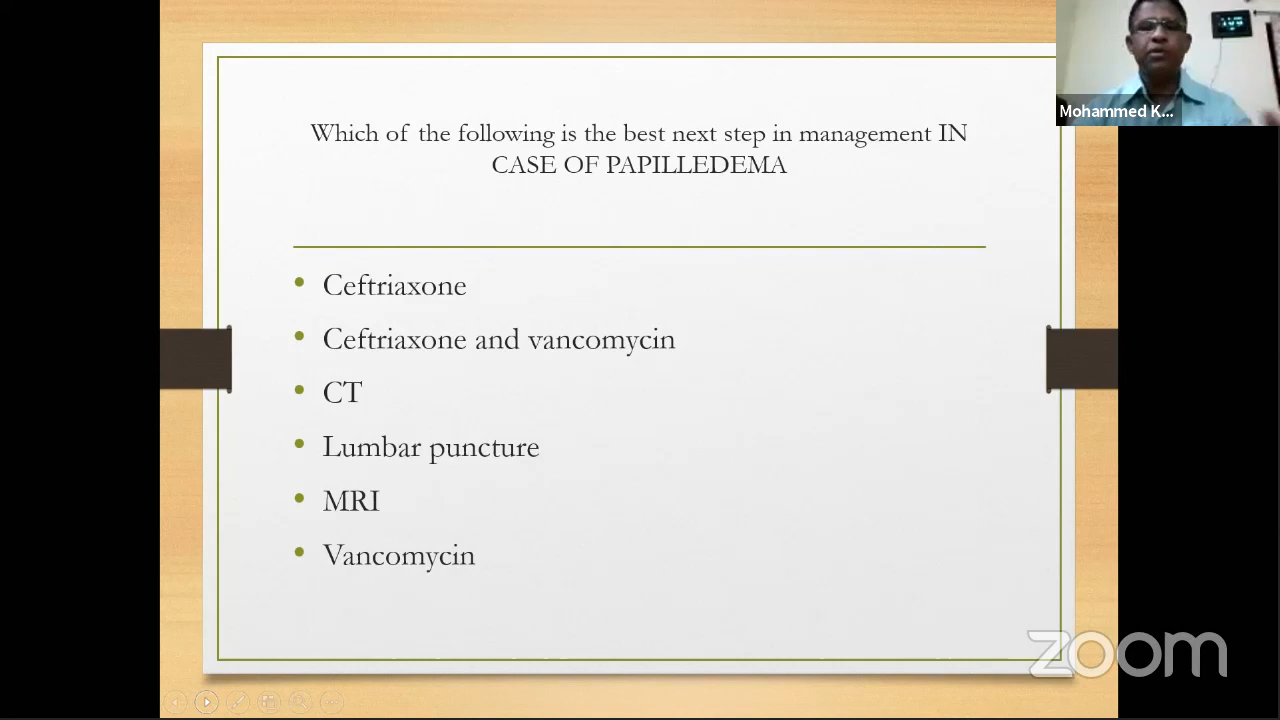 Which of the following is the best next step in management IN
CASE OF PAPILLEDEMA
• Ceftriaxone
• Ceftriaxone and vancomycin
• CT
• Lumbar puncture
• MRI
• Vancomycin
Mohammed K...
zoom